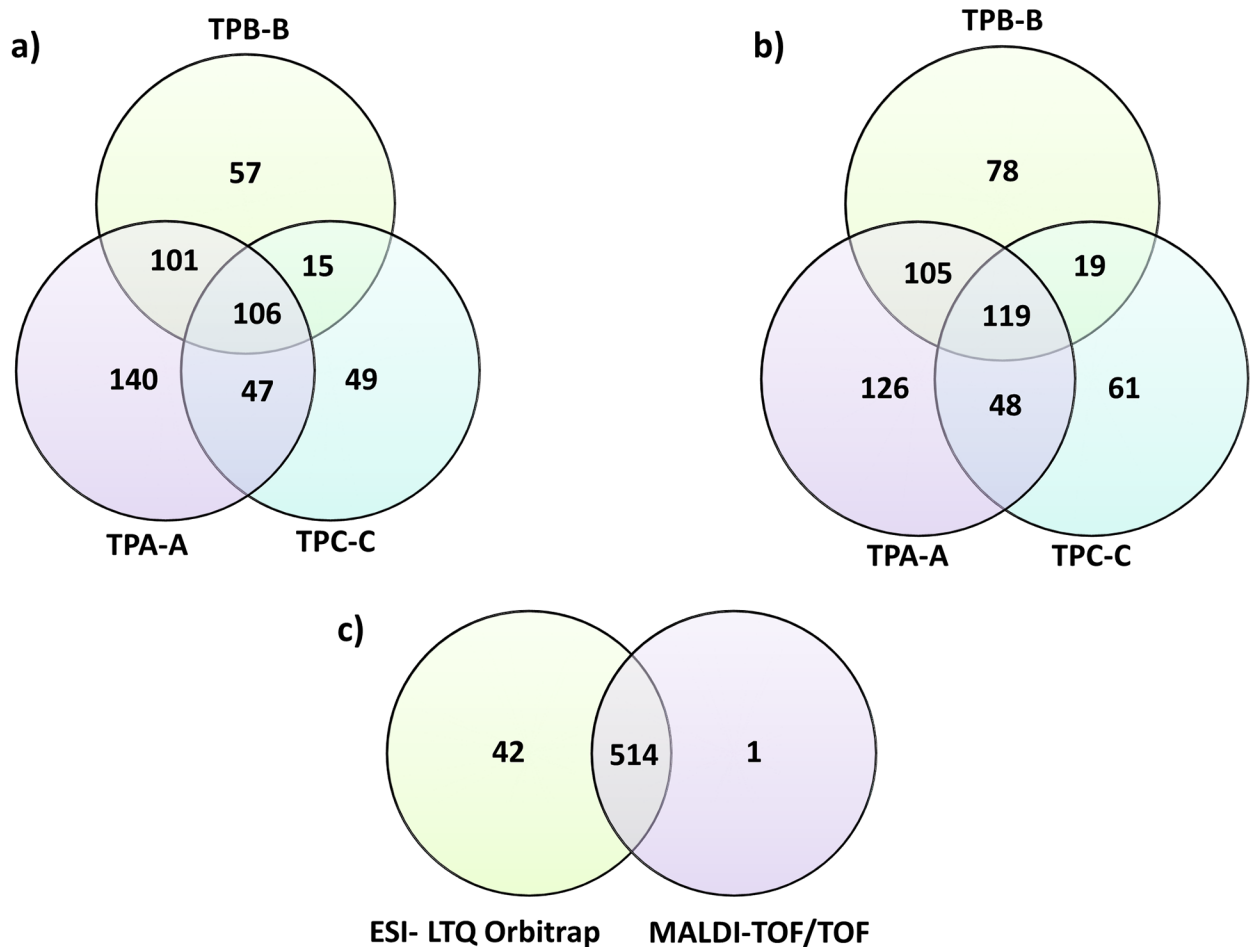 a)
TPB-B
57
101
15
106
140
47
49
TPA-A
TPC-C
b)
TPB-B
78
105
19
119
126
48
61
TPA-A
TPC-C
c)
42
514
1
ESI- LTQ Orbitrap
MALDI-TOF/TOF